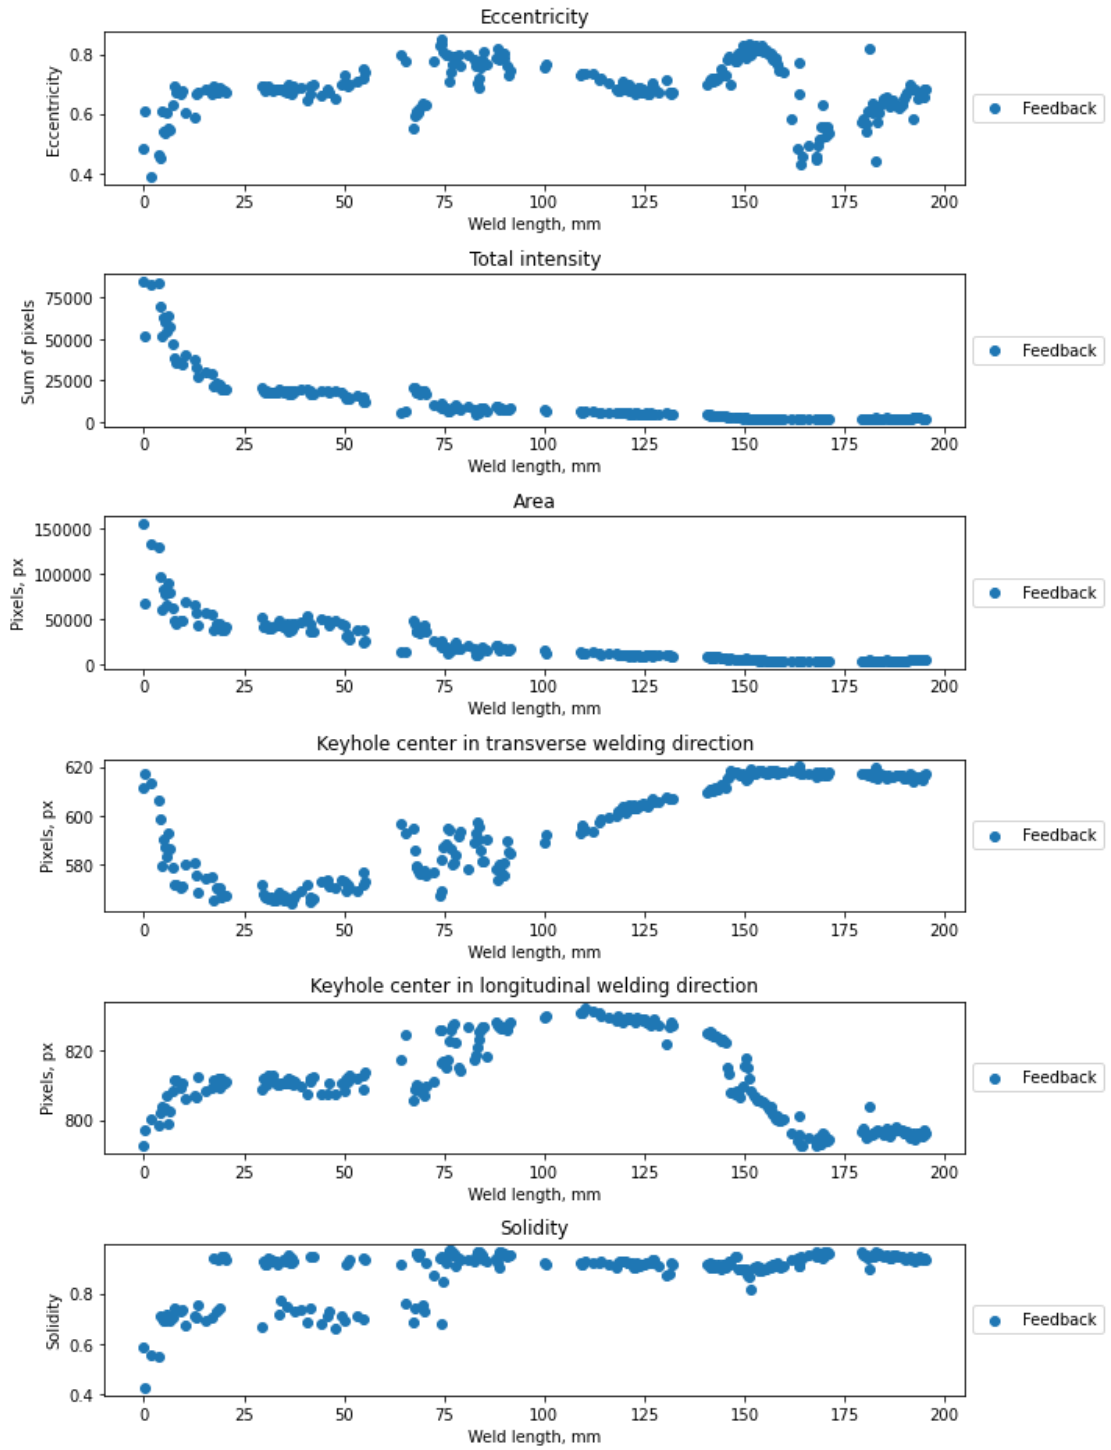 Eccentricity
0.8
0.6
0.4
Eccentricity
0 25 50 75 100 125 150 175 200
Weld length, mm
Feedback
Total intensity
75000
50000
25000
0
Sum of pixels
0 25 50 75 100 125 150 175 200
Weld length, mm
Feedback
Area
150000
100000
50000
0
Pixels, px
0 25 50 75 100 125 150 175 200
Weld length, mm
Feedback
Keyhole center in transverse welding direction
620
600
580
Pixels, px
0 25 50 75 100 125 150 175 200
Weld length, mm
Feedback
Keyhole center in longitudinal welding direction
820
800
Pixels, px
0 25 50 75 100 125 150 175 200
Weld length, mm
Feedback
Solidity
0.8
0.6
0.4
Solidity
0 25 50 75 100 125 150 175 200
Weld length, mm
Feedback